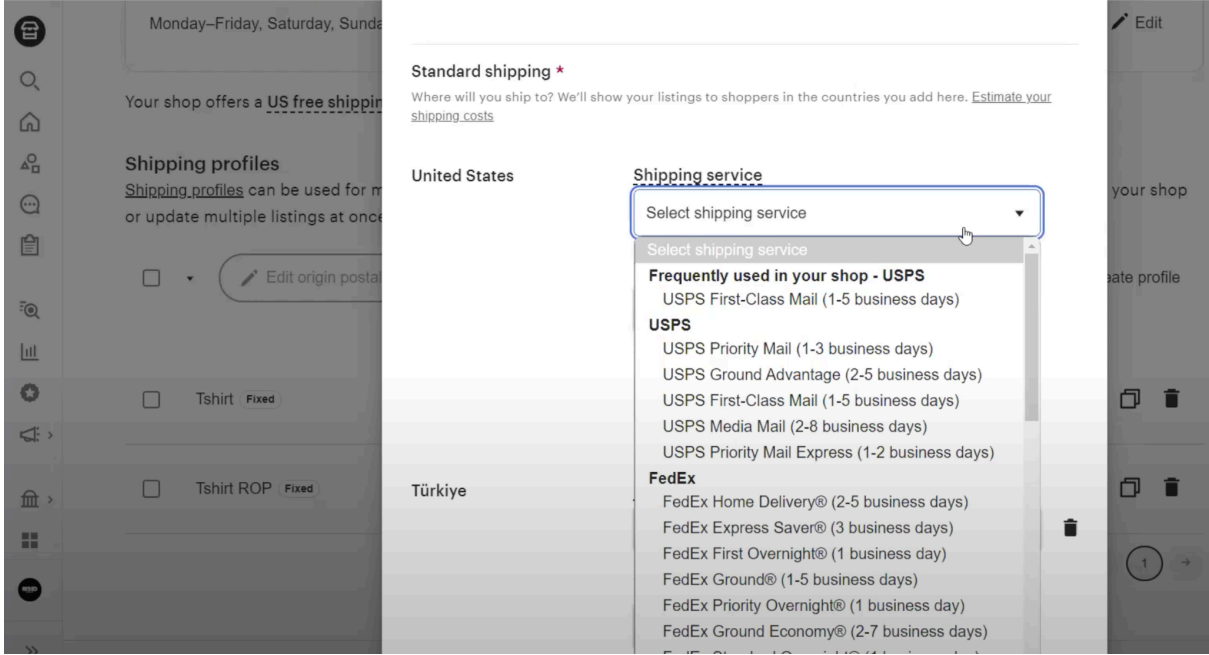 Monday–Friday, Saturday, Sunda
Edit
Your shop offers a US free shippin
Shipping profiles
Shipping profiles can be used for m
your shop
or update multiple listings at once
Edit origin postal
eate profile
Tshirt Fixed
Tshirt ROP Fixed
1
Standard shipping *
Where will you ship to? We'll show your listings to shoppers in the countries you add here. Estimate your
shipping costs
United States
Shipping service
Select shipping service
Select shipping service
Frequently used in your shop - USPS
USPS First-Class Mail (1-5 business days)
USPS
USPS Priority Mail (1-3 business days)
USPS Ground Advantage (2-5 business days)
USPS First-Class Mail (1-5 business days)
USPS Media Mail (2-8 business days)
USPS Priority Mail Express (1-2 business days)
FedEx
FedEx Home Delivery® (2-5 business days)
FedEx Express Saver® (3 business days)
FedEx First Overnight® (1 business day)
FedEx Ground® (1-5 business days)
FedEx Priority Overnight® (1 business day)
FedEx Ground Economy® (2-7 business days)
Türkiye